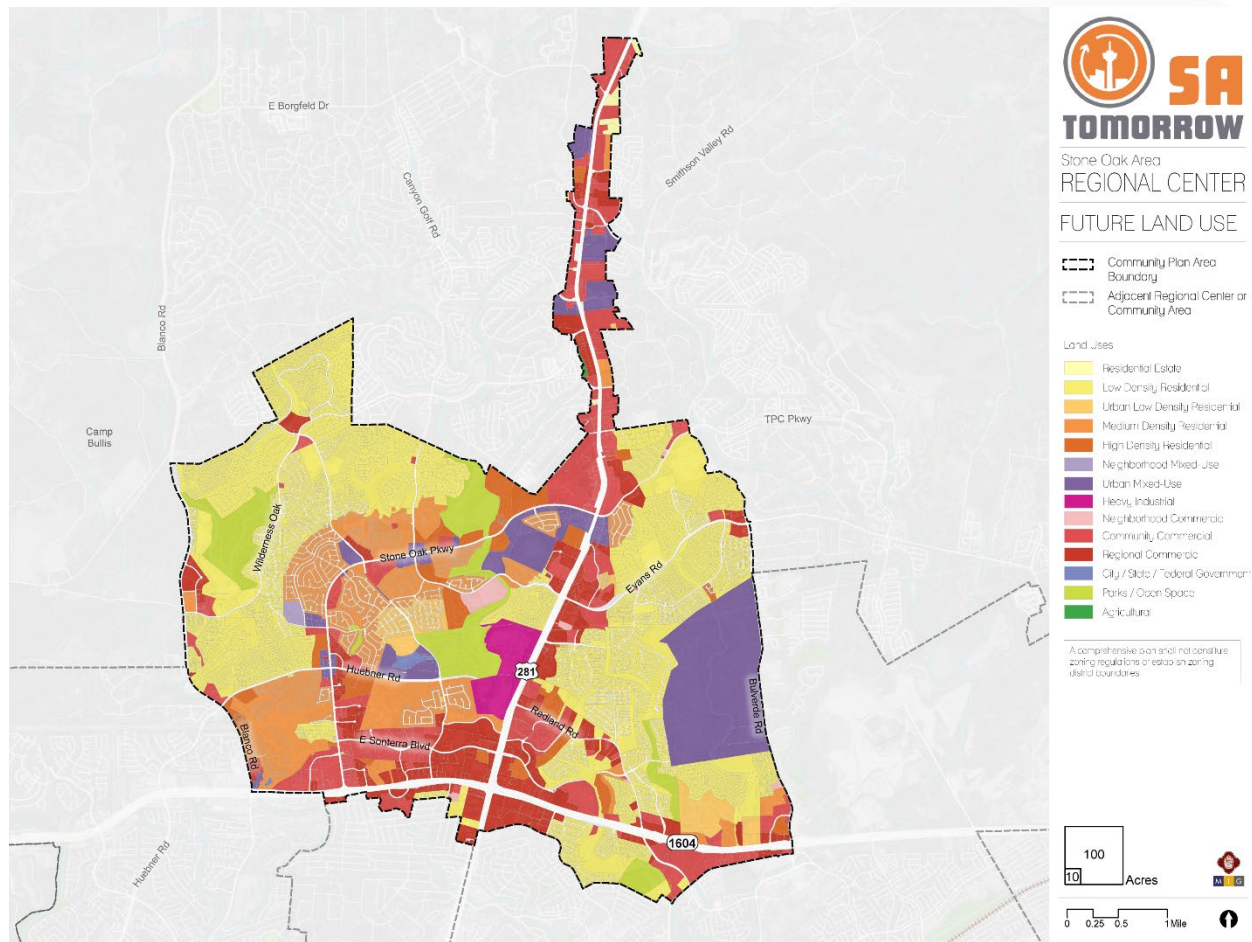 SA
TOMORROW
Stone Oak Area
REGIONAL CENTER
FUTURE LAND USE
Community Plan Area
Boundary
Adjacent Regional Center or
Community Area
Land Uses
Residential Estate
Low Density Residential
Urban Low Density Residential
Medium Density Residential
High Density Residential
Neighborhood Mixed-Use
Urban Mixed-Use
Heavy Industrial
Neighborhood Commercial
Community Commercial
Regional Commercial
City / State / Federal Government
Parks / Open Space
Agricultural
A comprehensive plan shall not constitute
zoning regulations or establish zoning
district boundaries
100
10
Acres
M I G
0 0.25 0.5 1 Mile
E Borgfeld Dr
Smithson Valley Rd
Canyon Golf Rd
Blanco Rd
TPC Pkwy
Camp
Bullis
Wilderness Oak
Stone Oak Pkwy
Evans Rd
Huebner Rd
281
Bulverde Rd
Redland Rd
Blanco Rd
E Sonterra Blvd
1604
Huebner Rd